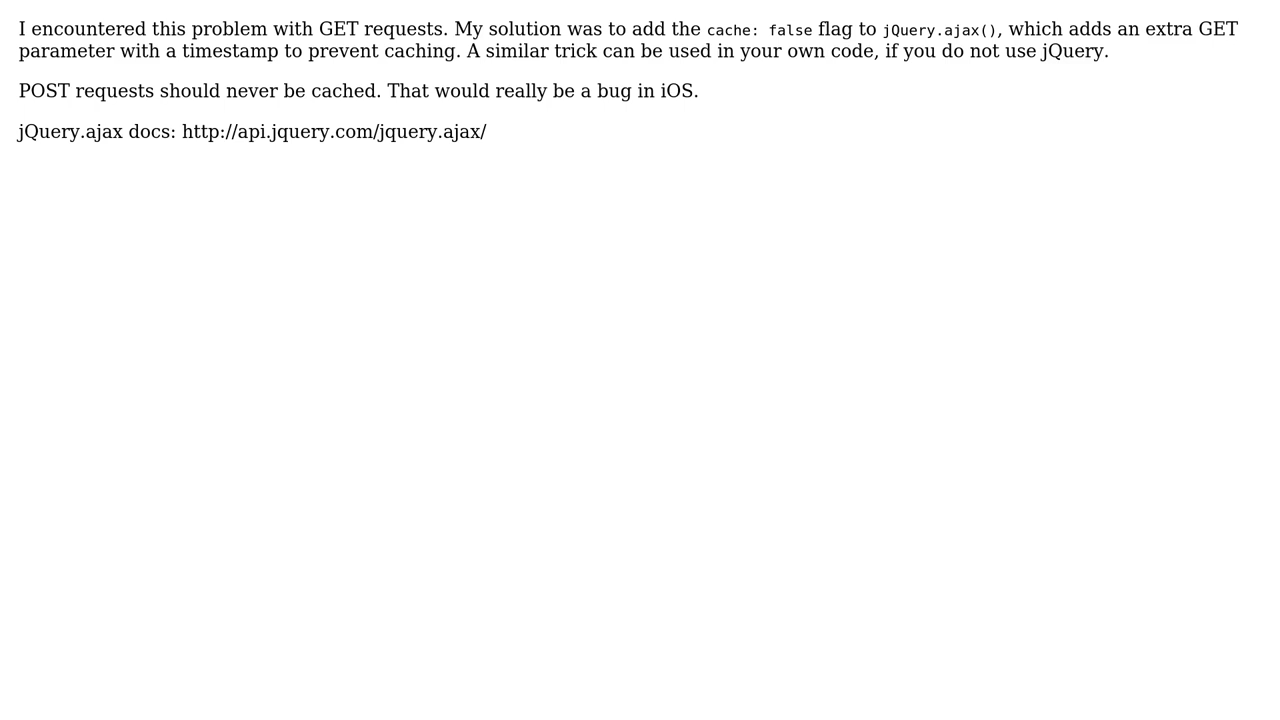 I encountered this problem with GET requests. My solution was to add the cache: false flag to jQuery.ajax(), which adds an extra GET
parameter with a timestamp to prevent caching. A similar trick can be used in your own code, if you do not use jQuery.
POST requests should never be cached. That would really be a bug in iOS.
jQuery.ajax docs: http://api.jquery.com/jquery.ajax/